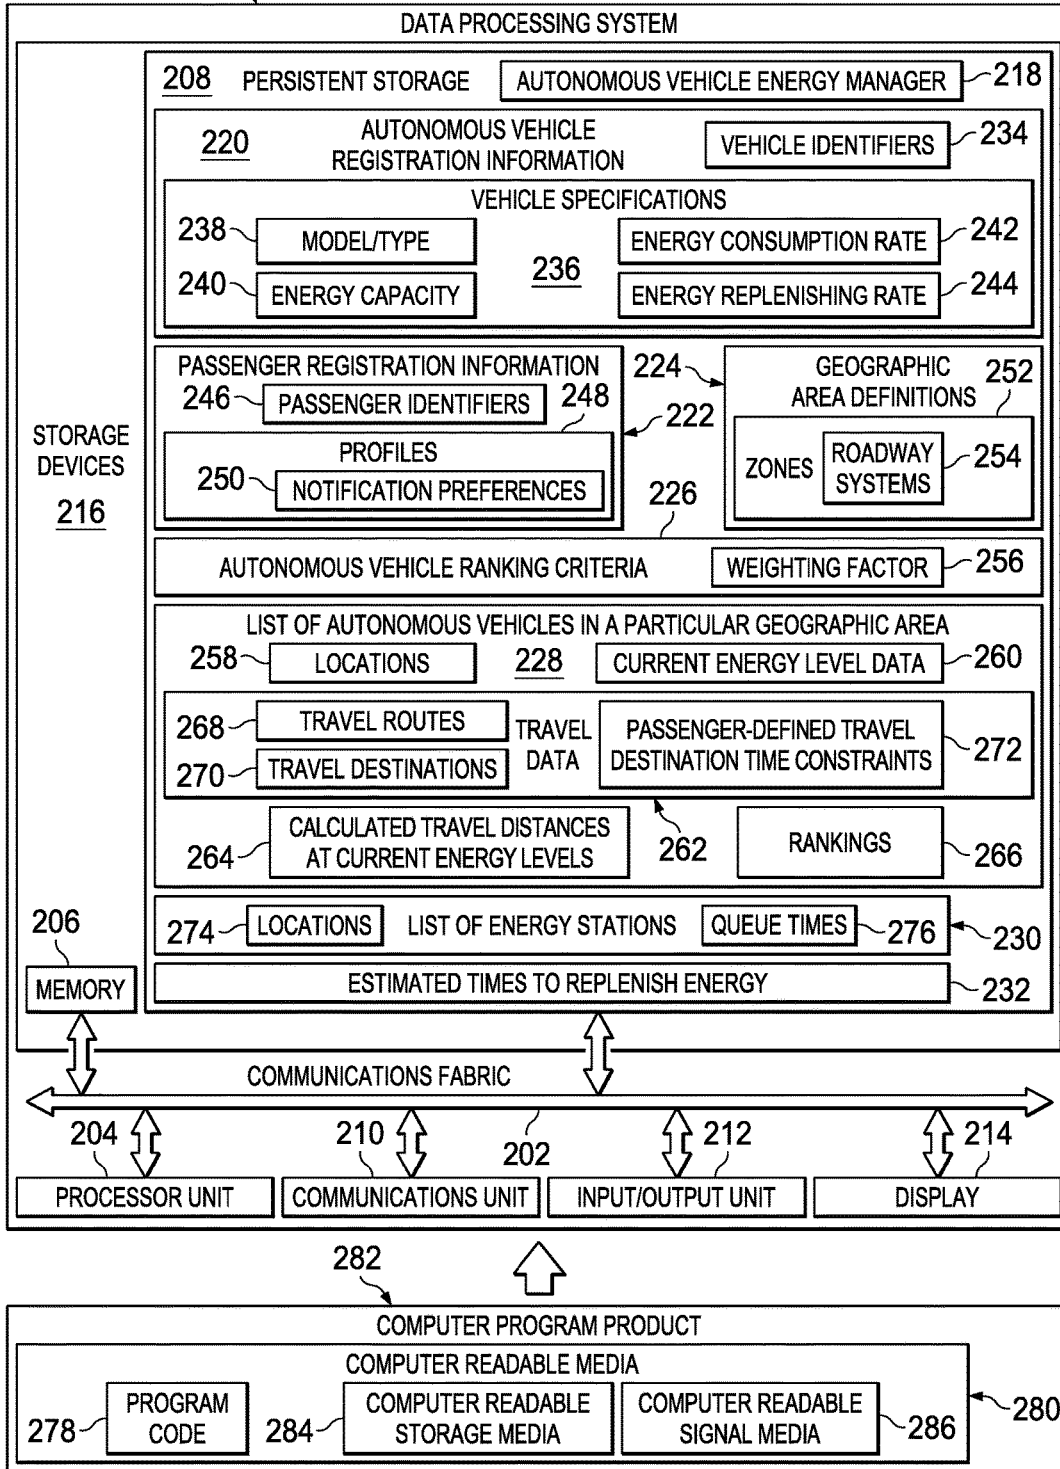 DATA PROCESSING SYSTEM
208 PERSISTENT STORAGE AUTONOMOUS VEHICLE ENERGY MANAGER 218
220 AUTONOMOUS VEHICLE
REGISTRATION INFORMATION
VEHICLE IDENTIFIERS 234
VEHICLE SPECIFICATIONS
238 MODEL/TYPE
ENERGY CONSUMPTION RATE 242
236
240 ENERGY CAPACITY
ENERGY REPLENISHING RATE 244
PASSENGER REGISTRATION INFORMATION
246 PASSENGER IDENTIFIERS
248
222
PROFILES
250 NOTIFICATION PREFERENCES
224
GEOGRAPHIC
AREA DEFINITIONS
252
ZONES
ROADWAY
SYSTEMS
254
STORAGE
DEVICES
216
226
AUTONOMOUS VEHICLE RANKING CRITERIA WEIGHTING FACTOR 256
LIST OF AUTONOMOUS VEHICLES IN A PARTICULAR GEOGRAPHIC AREA
258 LOCATIONS 228 CURRENT ENERGY LEVEL DATA 260
268 TRAVEL ROUTES
270 TRAVEL DESTINATIONS
TRAVEL
DATA
PASSENGER-DEFINED TRAVEL
DESTINATION TIME CONSTRAINTS
272
264 CALCULATED TRAVEL DISTANCES
AT CURRENT ENERGY LEVELS
262
RANKINGS 266
274 LOCATIONS LIST OF ENERGY STATIONS QUEUE TIMES 276 230
206
MEMORY
ESTIMATED TIMES TO REPLENISH ENERGY 232
COMMUNICATIONS FABRIC
204 210 202 212 214
PROCESSOR UNIT COMMUNICATIONS UNIT INPUT/OUTPUT UNIT DISPLAY
282
COMPUTER PROGRAM PRODUCT
COMPUTER READABLE MEDIA
278 PROGRAM
CODE
284 COMPUTER READABLE
STORAGE MEDIA
COMPUTER READABLE
SIGNAL MEDIA
286
280